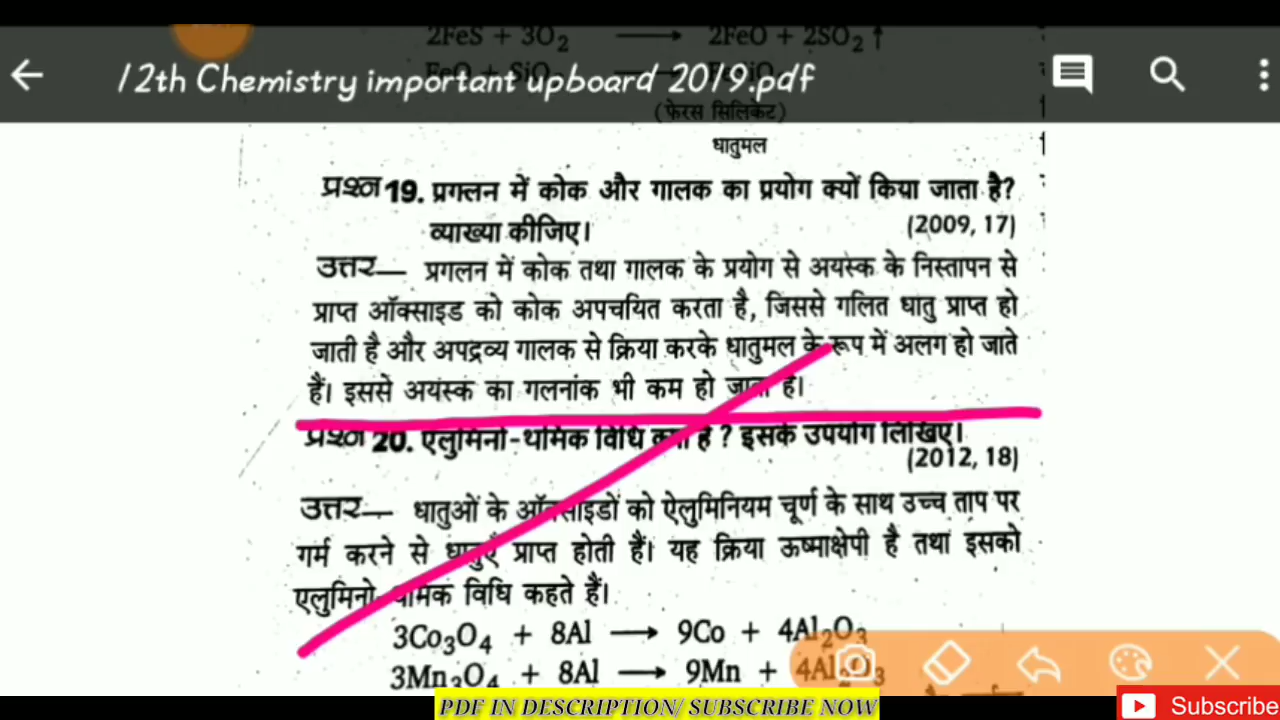 2FeS + 3O₂ ⟶ 2FeO + 2SO₂ ↑
12th Chemistry important upboard 2019.pdf
(फेरस सिलिकेट)
धातुमल
प्रश्न 19. प्रगलन में कोक और गालक का प्रयोग क्यों किया जाता है?
व्याख्या कीजिए। (2009, 17)
उत्तर— प्रगलन में कोक तथा गालक के प्रयोग से अयस्क के निस्तापन से
प्राप्त ऑक्साइड को कोक अपचयित करता है, जिससे गलित धातु प्राप्त हो
जाती है और अपद्रव्य गालक से क्रिया करके धातुमल के रूप में अलग हो जाते
हैं। इससे अयस्क का गलनांक भी कम हो जाता है।
प्रश्न 20. एलुमिनो-थर्मिक विधि क्या है ? इसके उपयोग लिखिए।
(2012, 18)
उत्तर— धातुओं के ऑक्साइडों को ऐलुमिनियम चूर्ण के साथ उच्च ताप पर
गर्म करने से धातुएँ प्राप्त होती हैं। यह क्रिया ऊष्माक्षेपी है तथा इसको
एलुमिनो-थर्मिक विधि कहते हैं।
3Co₃O₄ + 8Al ⟶ 9Co + 4Al₂O₃
3Mn₃O₄ + 8Al ⟶ 9Mn + 4Al₂O₃
PDF IN DESCRIPTION/ SUBSCRIBE NOW
Subscribe